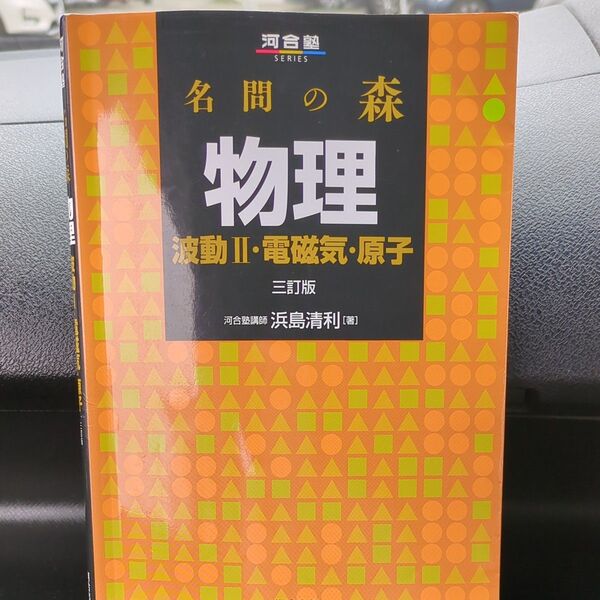 河合塾
SERIES
名問の森
物理
波動Ⅱ・電磁気・原子
三訂版
河合塾講師 浜島清利[著]